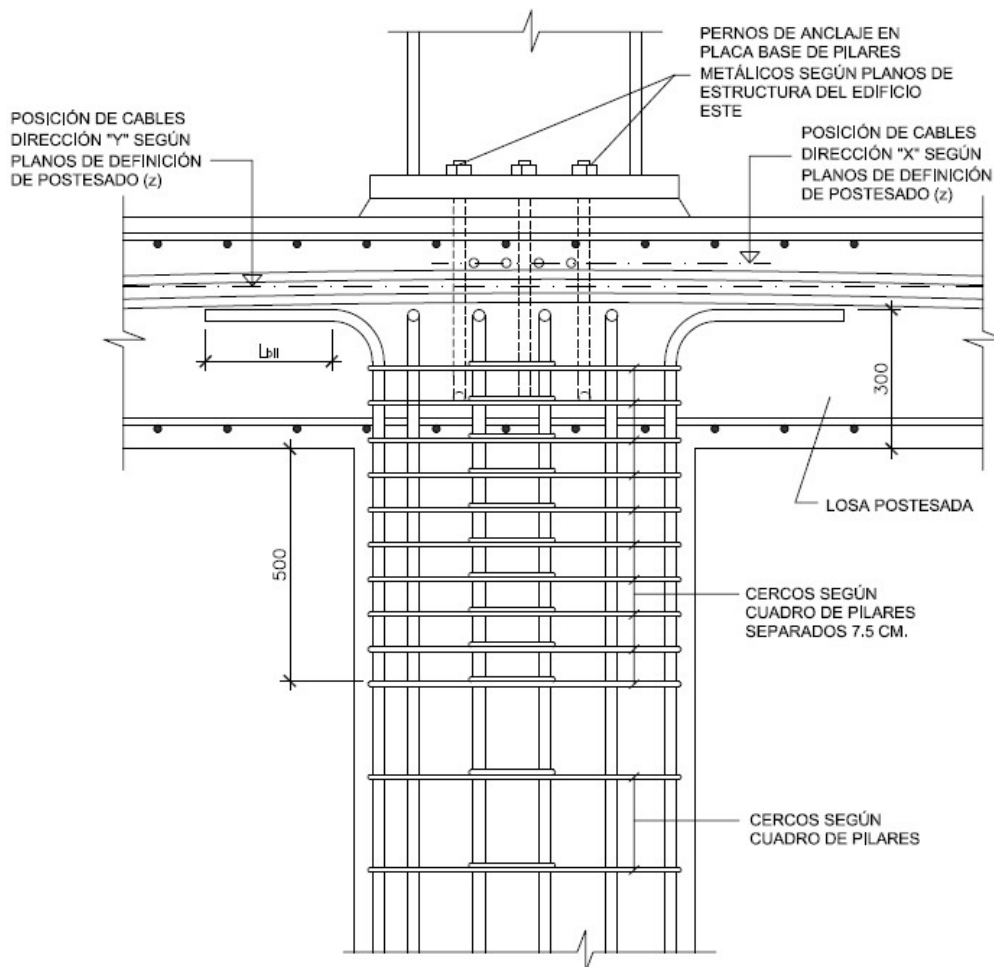 PERNOS DE ANCLAJE EN
PLACA BASE DE PILARES
METÁLICOS SEGÚN PLANOS DE
ESTRUCTURA DEL EDIFICIO
ESTE
POSICIÓN DE CABLES
DIRECCIÓN "Y" SEGÚN
PLANOS DE DEFINICIÓN
DE POSTESADO (z)
POSICIÓN DE CABLES
DIRECCIÓN "X" SEGÚN
PLANOS DE DEFINICIÓN
DE POSTESADO (z)
LbII
300
LOSA POSTESADA
500
CERCOS SEGÚN
CUADRO DE PILARES
SEPARADOS 7.5 CM.
CERCOS SEGÚN
CUADRO DE PILARES